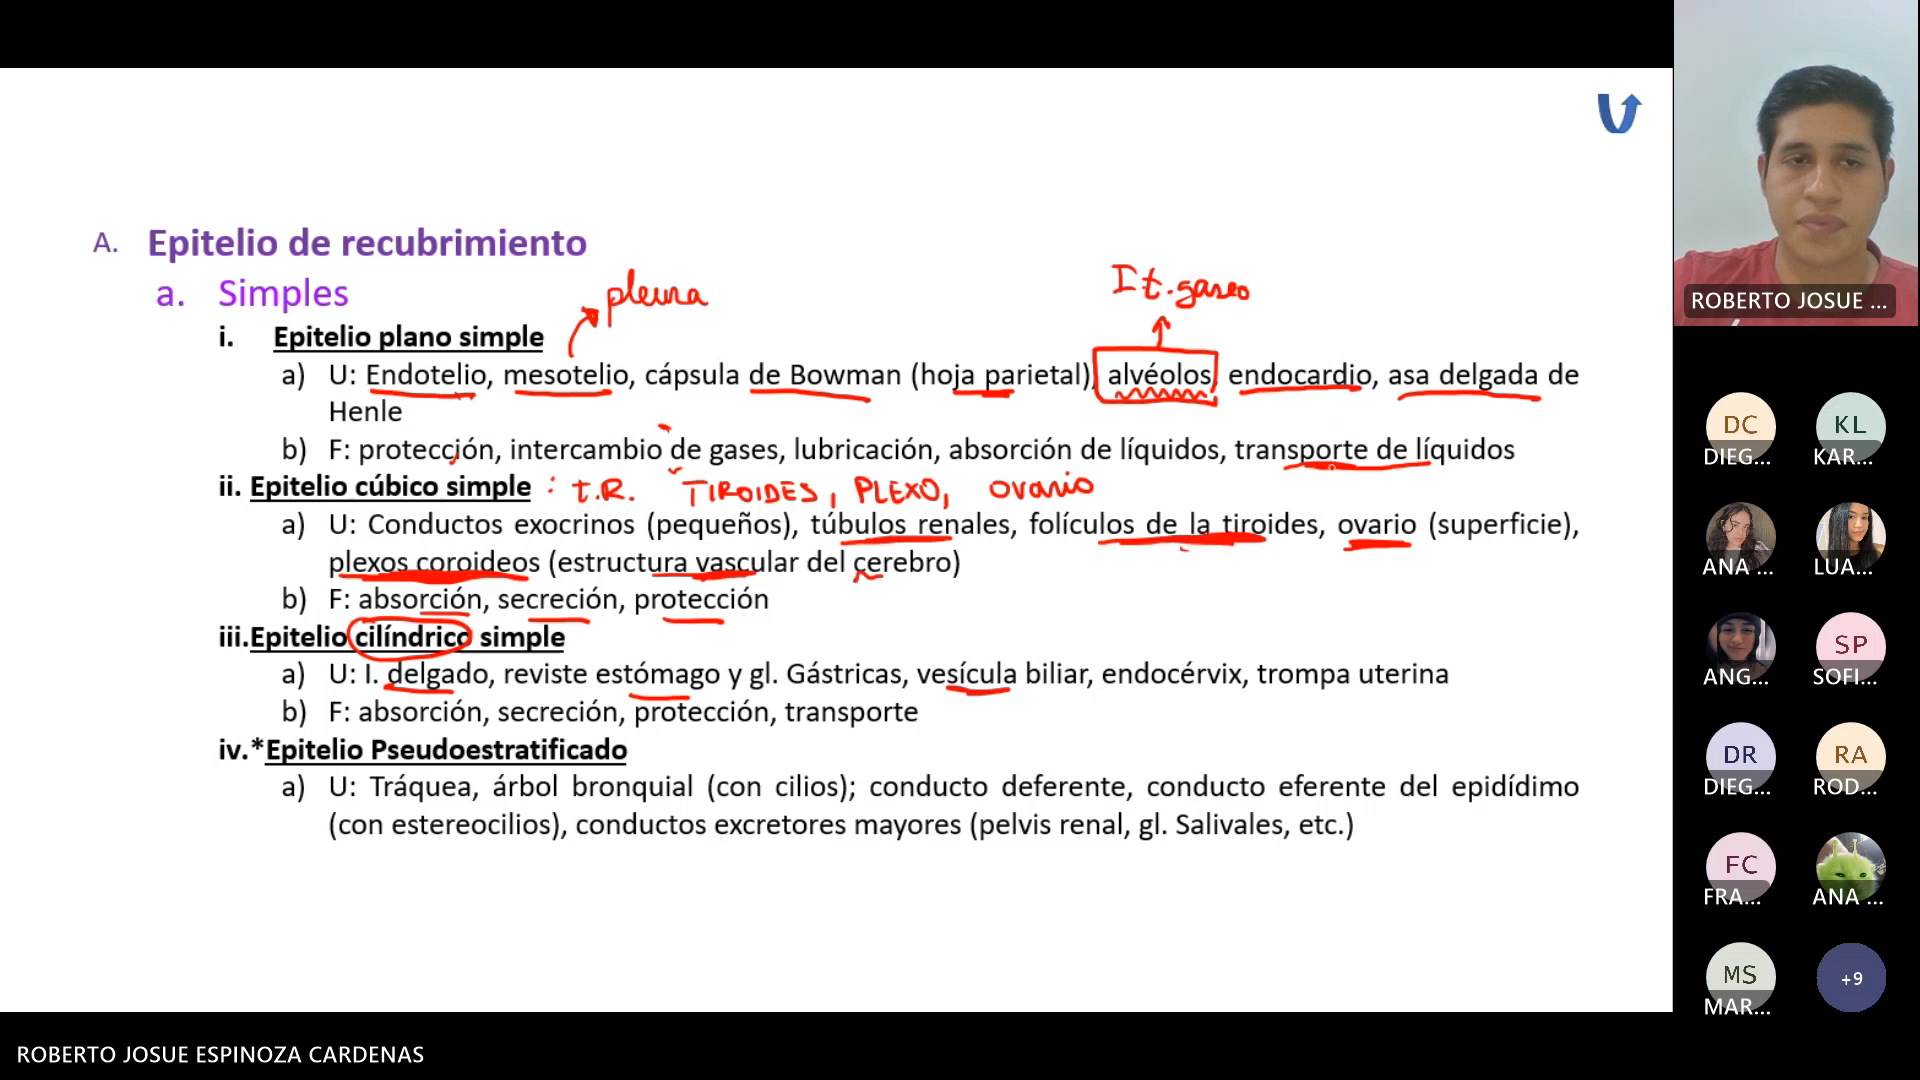 A. Epitelio de recubrimiento
a. Simples
pleura
I t. gaseo
i. Epitelio plano simple
a) U: Endotelio, mesotelio, cápsula de Bowman (hoja parietal), alvéolos, endocardio, asa delgada de
Henle
b) F: protección, intercambio de gases, lubricación, absorción de líquidos, transporte de líquidos
ii. Epitelio cúbico simple : t.R. TIROIDES, PLEXO, Ovario
a) U: Conductos exocrinos (pequeños), túbulos renales, folículos de la tiroides, ovario (superficie),
plexos coroideos (estructura vascular del cerebro)
b) F: absorción, secreción, protección
iii. Epitelio cilíndrico simple
a) U: I. delgado, reviste estómago y gl. Gástricas, vesícula biliar, endocérvix, trompa uterina
b) F: absorción, secreción, protección, transporte
iv. *Epitelio Pseudoestratificado
a) U: Tráquea, árbol bronquial (con cilios); conducto deferente, conducto eferente del epidídimo
(con estereocilios), conductos excretores mayores (pelvis renal, gl. Salivales, etc.)
ROBERTO JOSUE ...
DC KL
DIEG... KAR...
ANA ... LUA...
SP
ANG... SOFI...
DR RA
DIEG... ROD...
FC
FRA... ANA ...
MS +9
MAR...
ROBERTO JOSUE ESPINOZA CARDENAS